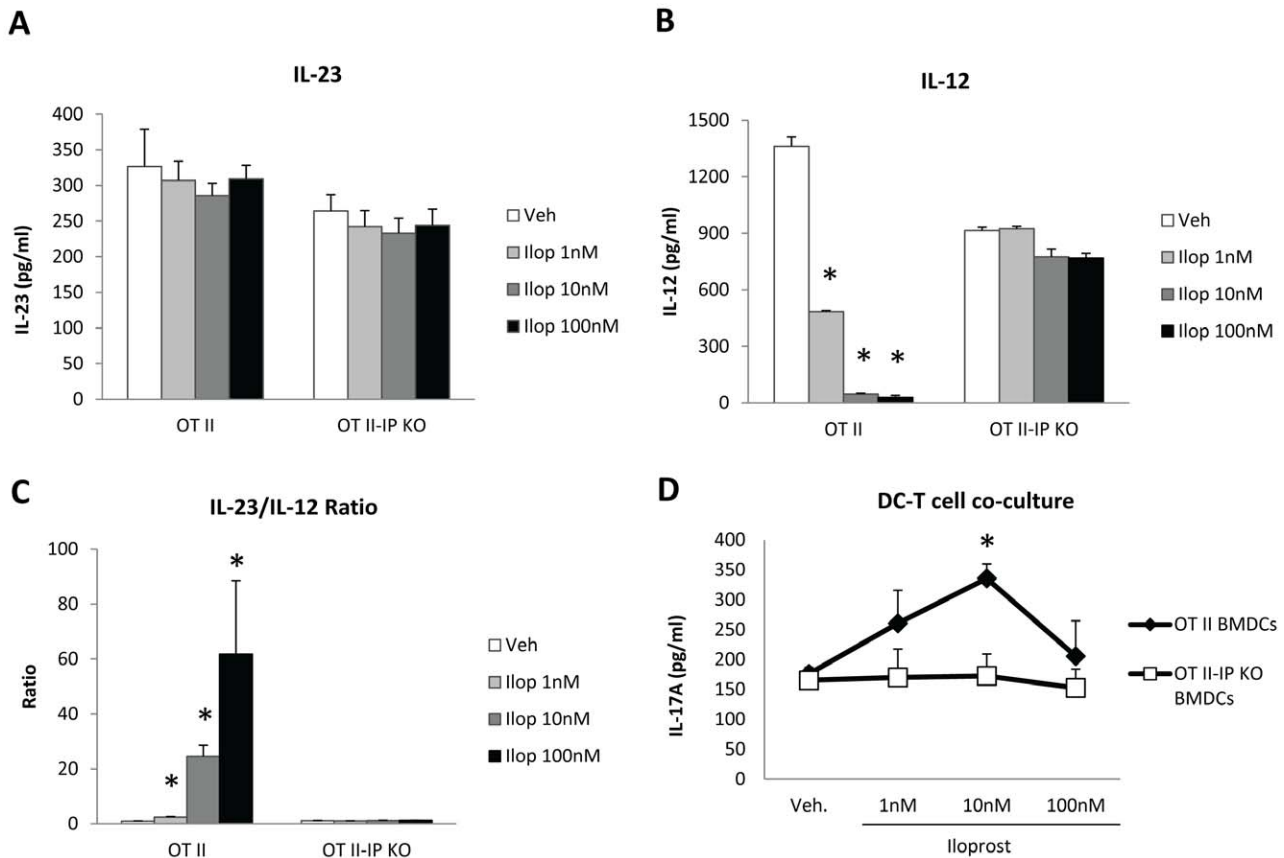 A
IL-23
IL-23 (pg/ml)
400
350
300
250
200
150
100
50
0
OT II
OT II-IP KO
Veh
Ilop 1nM
Ilop 10nM
Ilop 100nM
B
IL-12
IL-12 (pg/ml)
1500
1200
900
600
300
0
*
*
*
OT II
OT II-IP KO
Veh
Ilop 1nM
Ilop 10nM
Ilop 100nM
C
IL-23/IL-12 Ratio
Ratio
100
80
60
40
20
0
*
*
*
OT II
OT II-IP KO
Veh
Ilop 1nM
Ilop 10nM
Ilop 100nM
D
DC-T cell co-culture
IL-17A (pg/ml)
400
350
300
250
200
150
100
50
0
*
Veh.
1nM
10nM
100nM
Iloprost
OT II BMDCs
OT II-IP KO
BMDCs